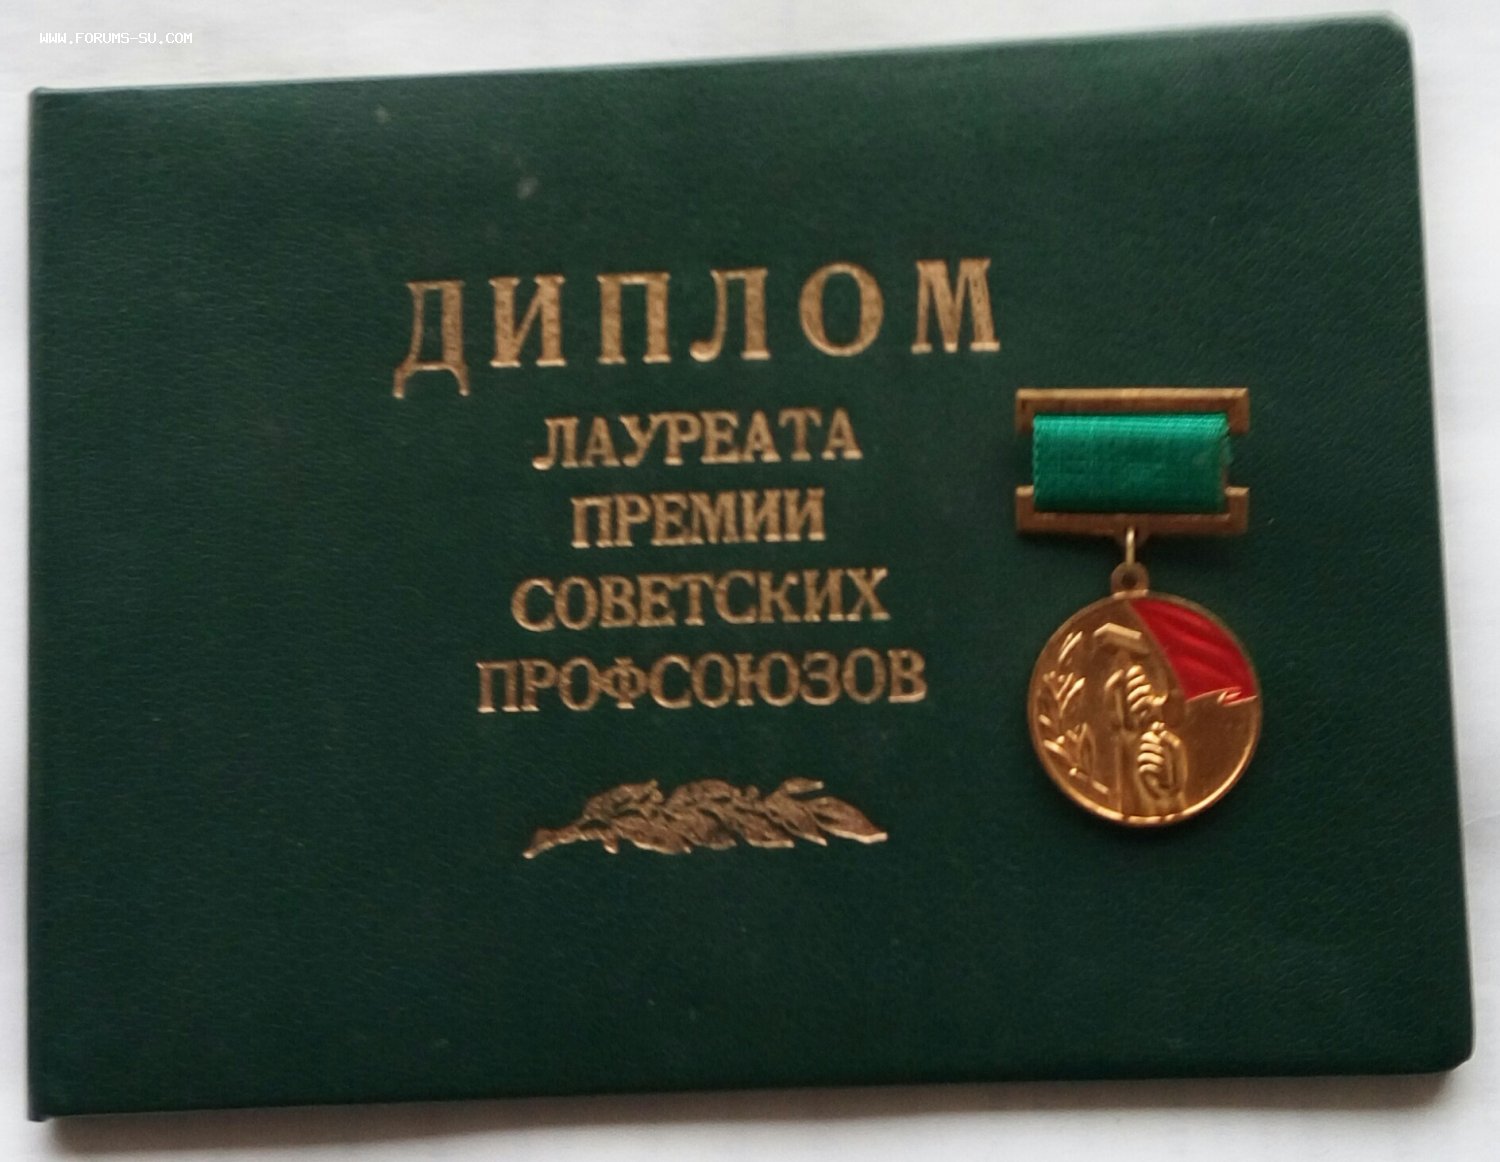 WWW.FORUMS-SU.COM
ДИПЛОМ
ЛАУРЕАТА
ПРЕМИИ
СОВЕТСКИХ
ПРОФСОЮЗОВ